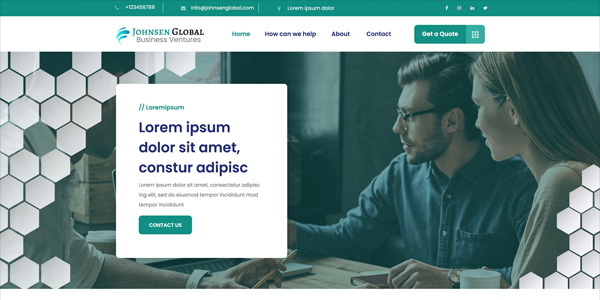 +123456789 info@johnsenglobal.com Lorem ipsum dolor
JOHNSEN GLOBAL
Business Ventures
Home How can we help About Contact Get a Quote
// Loremipsum
Lorem ipsum
dolor sit amet,
constur adipisc
Lorem ipsum dolor sit amet, consectetur adipisc
ing elit, sed do eiusmod tempor incididunt mod
tempor incididunt
CONTACT US